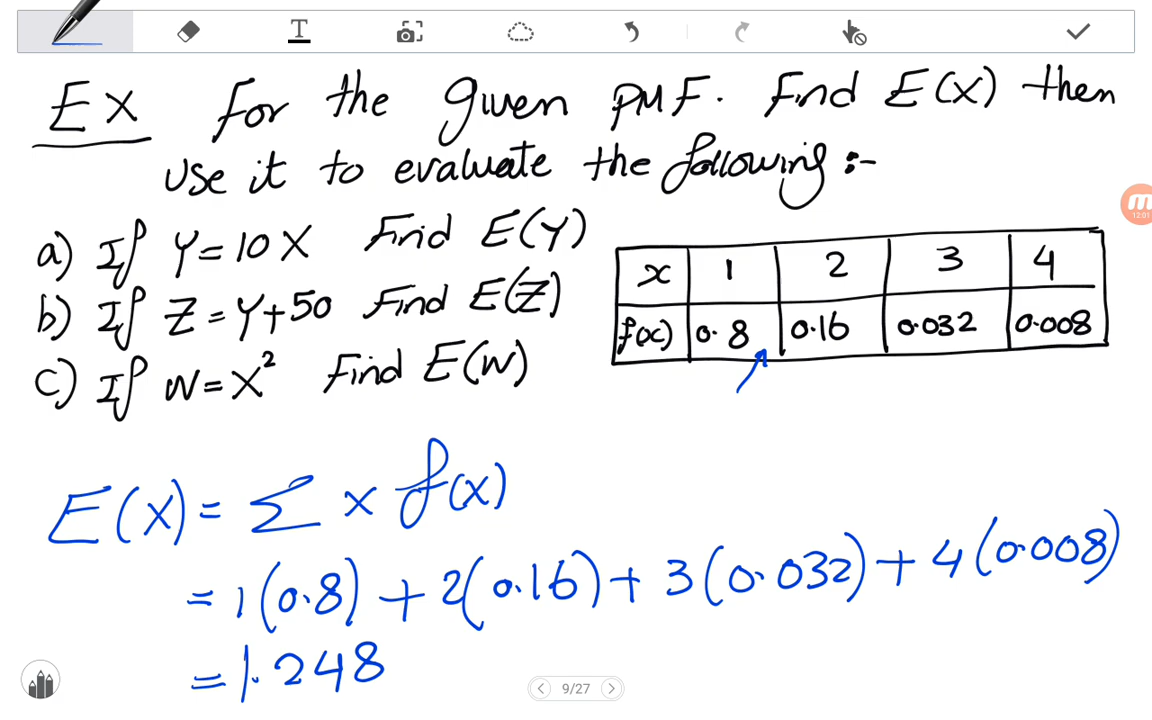 T
EX For the given PMF. Find E(X) then
use it to evaluate the following :-
a) If Y = 10X Find E(Y)
b) If Z = Y+50 Find E(Z)
c) If W = X² Find E(W)
x 1 2 3 4
f(x) 0.8 0.16 0.032 0.008
E(X) = Σ x f(x)
= 1(0.8) + 2(0.16) + 3(0.032) + 4(0.008)
= 1.248
9/27
m
12:01